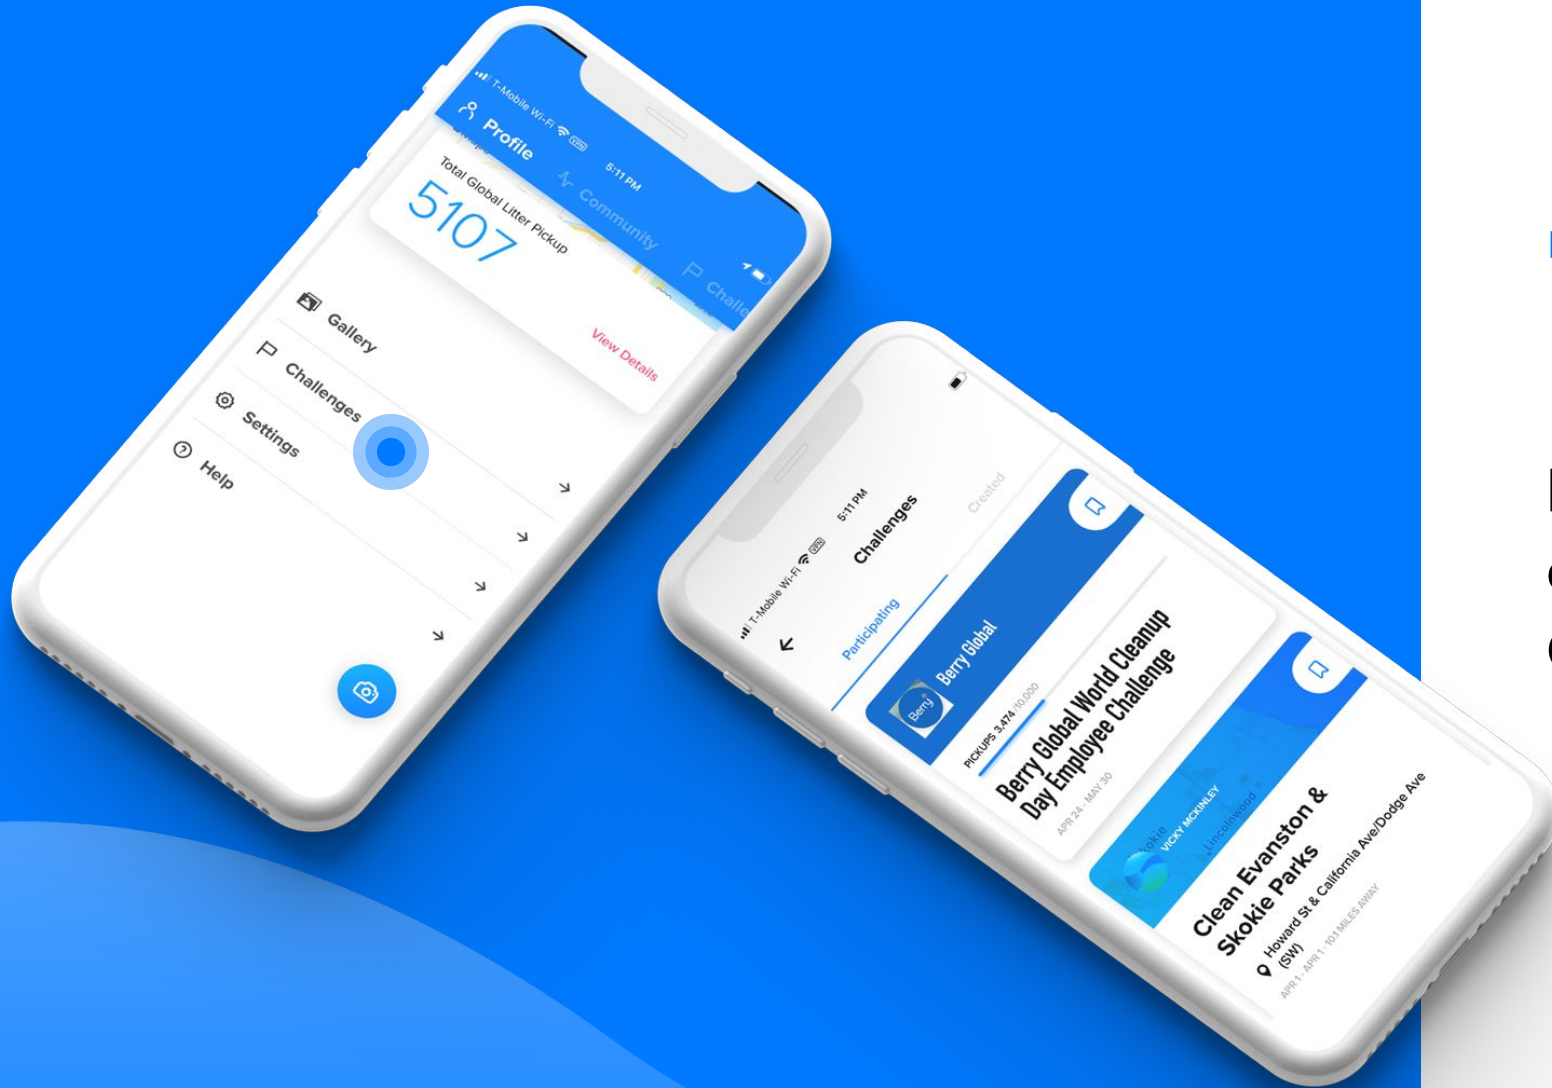 T-Mobile Wi-Fi VPN 5:11 PM
Profile Community Challe
Total Global Litter Pickup
5107
View Details
Gallery
Challenges
Settings
Help
T-Mobile Wi-Fi VPN 5:11 PM
Challenges
Participating Created
Berry
Berry Global
PICKUPS 3,474 /10,000
Berry Global World Cleanup
Day Employee Challenge
APR 24 - MAY 30
Lincolnwood
VICKY MCKINLEY
Clean Evanston &
Skokie Parks
Howard St & California Ave/Dodge Ave
(SW)
APR 1 - APR 1 · 10.1 MILES AWAY